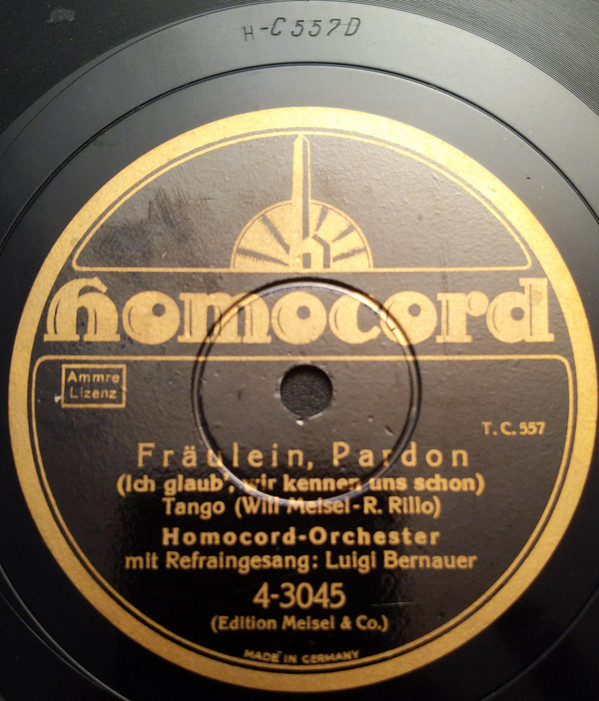 H-C557D
homocord
Ammre
Lizenz
T.C.557
Fräulein, Pardon
(Ich glaub', wir kennen uns schon)
Tango (Will Meisel-R. Rillo)
Homocord-Orchester
mit Refraingesang: Luigi Bernauer
4-3045
(Edition Meisel & Co.)
MADE IN GERMANY